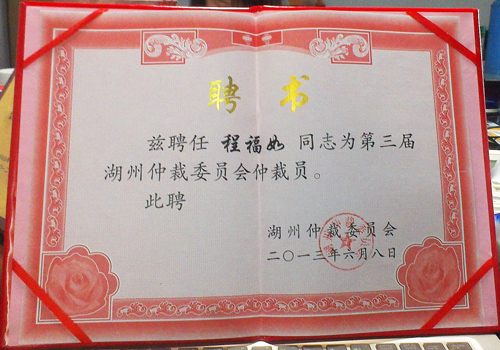 聘书
兹聘任 程福如 同志为第三届
湖州仲裁委员会仲裁员。
此聘
湖州仲裁委员会
二〇一三年六月八日